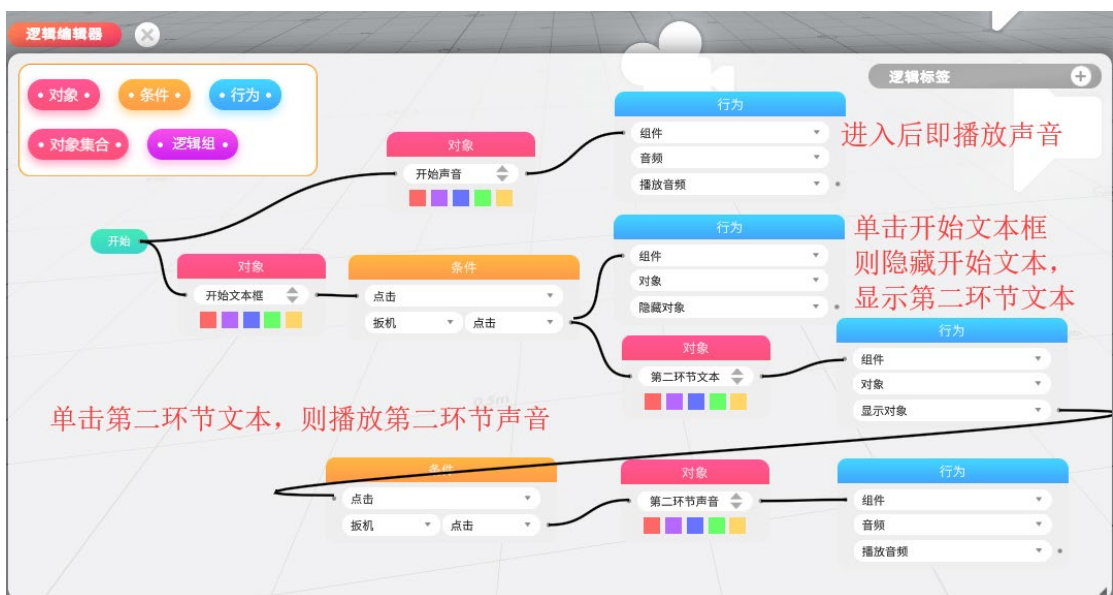 逻辑编辑器
对象
条件
行为
对象集合
逻辑组
逻辑标签
行为
组件
音频
播放音频
进入后即播放声音
对象
开始声音
开始
对象
开始文本框
条件
点击
扳机
点击
行为
组件
对象
隐藏对象
单击开始文本框
则隐藏开始文本，
显示第二环节文本
对象
第二环节文本
行为
组件
对象
显示对象
0.5m
单击第二环节文本，则播放第二环节声音
条件
点击
扳机
点击
对象
第二环节声音
行为
组件
音频
播放音频